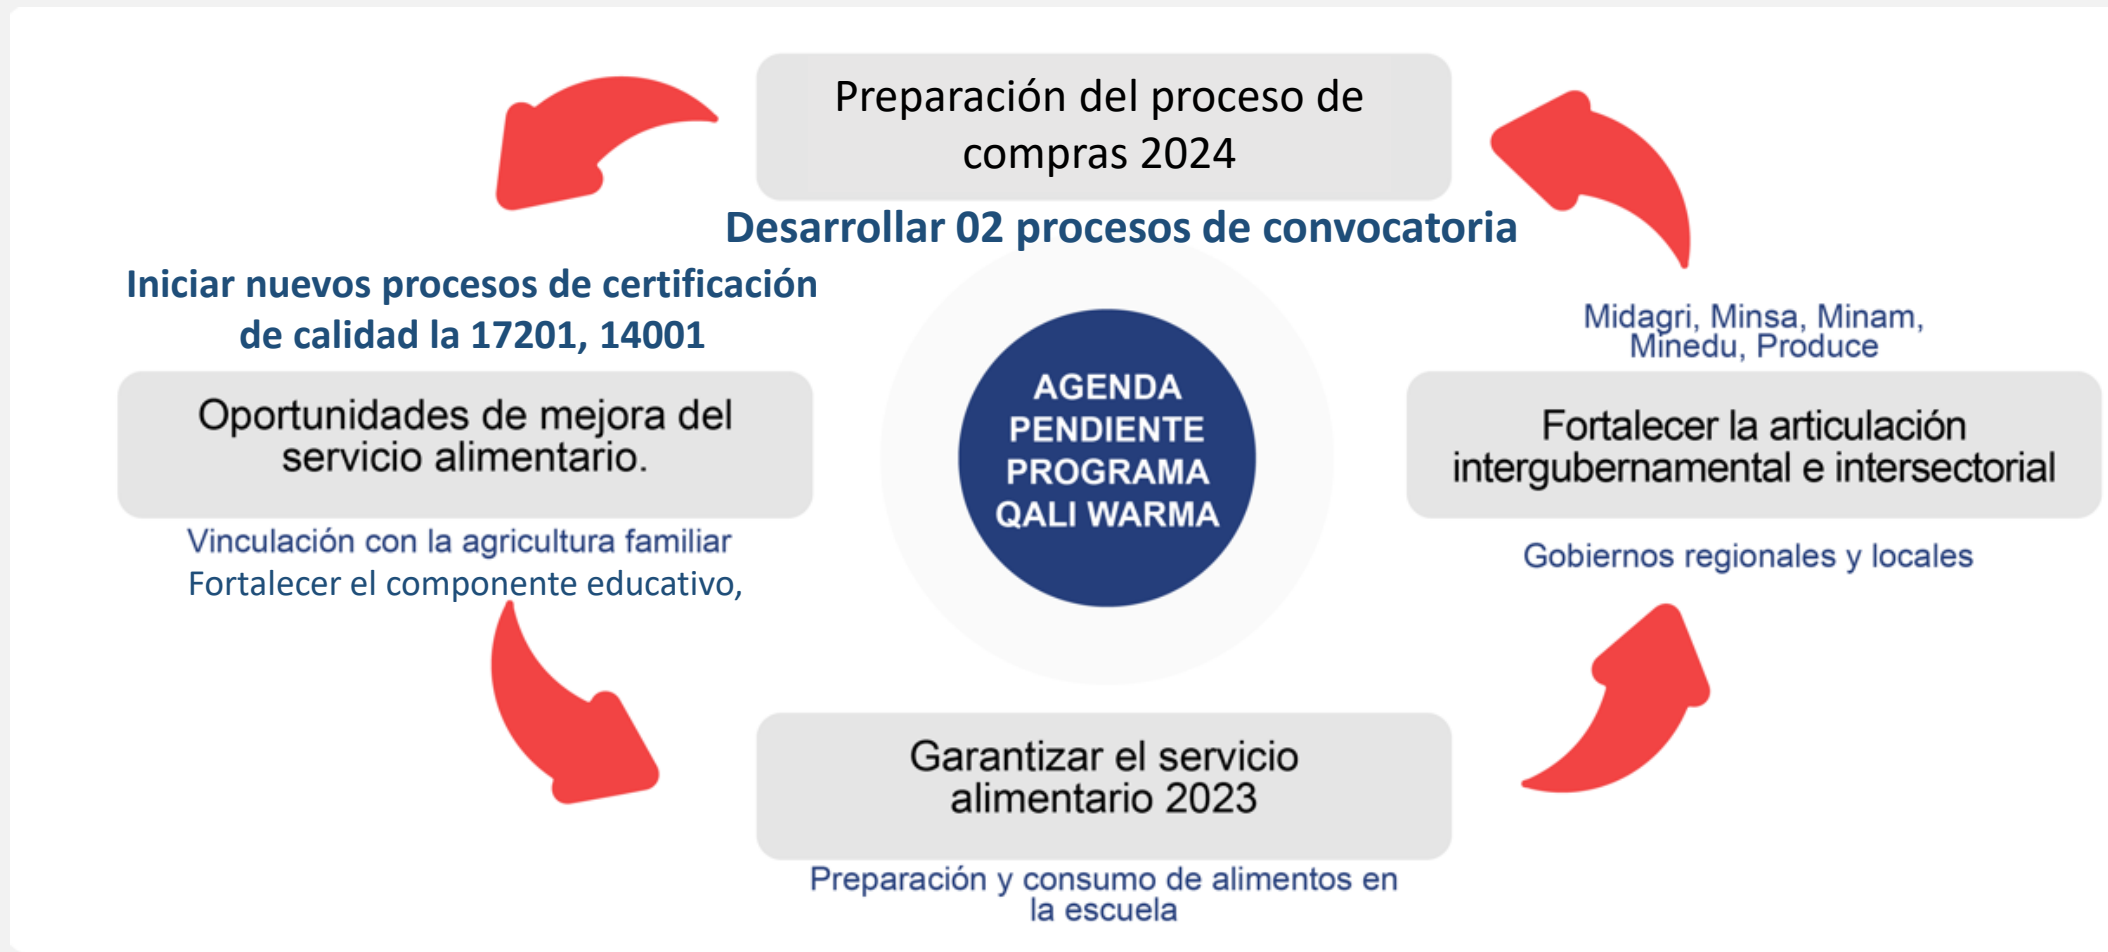 Preparación del proceso de
compras 2024
Desarrollar 02 procesos de convocatoria
Iniciar nuevos procesos de certificación
de calidad la 17201, 14001
Oportunidades de mejora del
servicio alimentario.
Vinculación con la agricultura familiar
Fortalecer el componente educativo,
AGENDA
PENDIENTE
PROGRAMA
QALI WARMA
Midagri, Minsa, Minam,
Minedu, Produce
Fortalecer la articulación
intergubernamental e intersectorial
Gobiernos regionales y locales
Garantizar el servicio
alimentario 2023
Preparación y consumo de alimentos en
la escuela